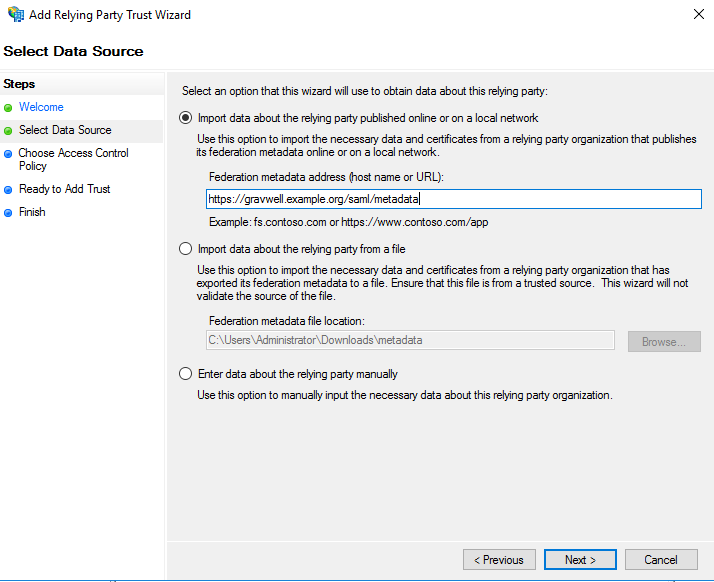 Add Relying Party Trust Wizard
Select Data Source
Steps
Welcome
Select Data Source
Choose Access Control
Policy
Ready to Add Trust
Finish
Select an option that this wizard will use to obtain data about this relying party:
Import data about the relying party published online or on a local network
Use this option to import the necessary data and certificates from a relying party organization that publishes
its federation metadata online or on a local network.
Federation metadata address (host name or URL):
https://gravwell.example.org/saml/metadata
Example: fs.contoso.com or https://www.contoso.com/app
Import data about the relying party from a file
Use this option to import the necessary data and certificates from a relying party organization that has
exported its federation metadata to a file. Ensure that this file is from a trusted source.  This wizard will not
validate the source of the file.
Federation metadata file location:
C:\Users\Administrator\Downloads\metadata
Browse...
Enter data about the relying party manually
Use this option to manually input the necessary data about this relying party organization.
< Previous
Next >
Cancel